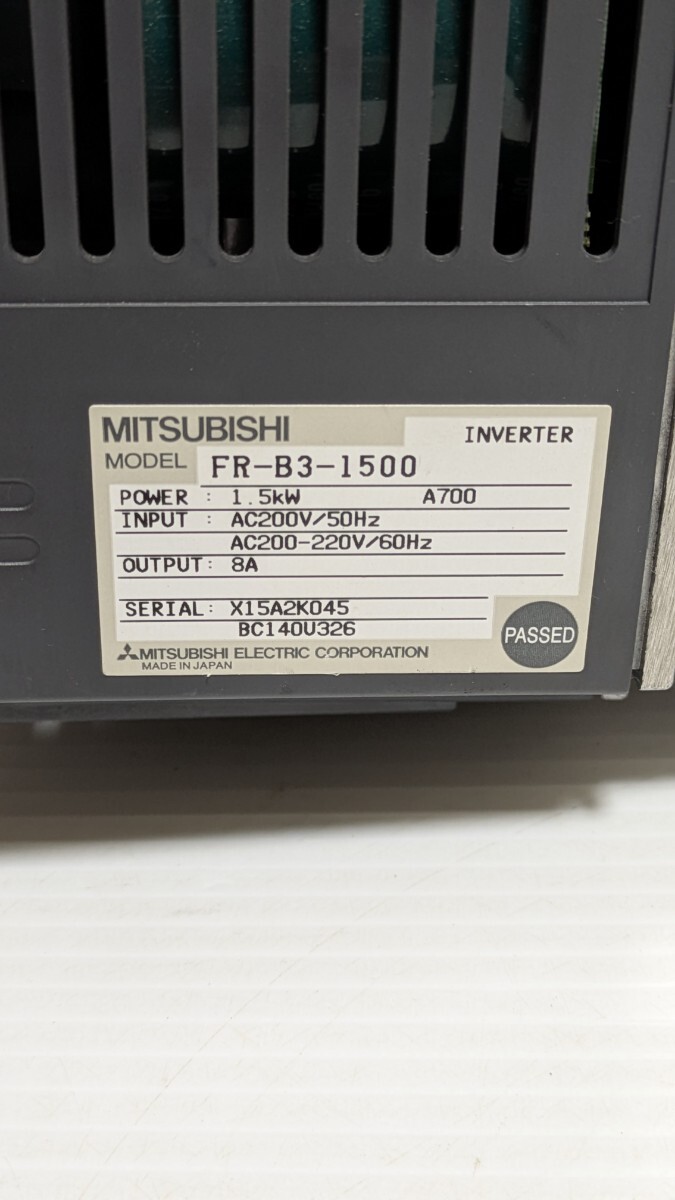 MITSUBISHI
INVERTER
MODEL FR-B3-1500
POWER : 1.5kW A700
INPUT : AC200V/50Hz
AC200-220V/60Hz
OUTPUT: 8A
SERIAL: X15A2K045
BC140U326
PASSED
MITSUBISHI ELECTRIC CORPORATION
MADE IN JAPAN